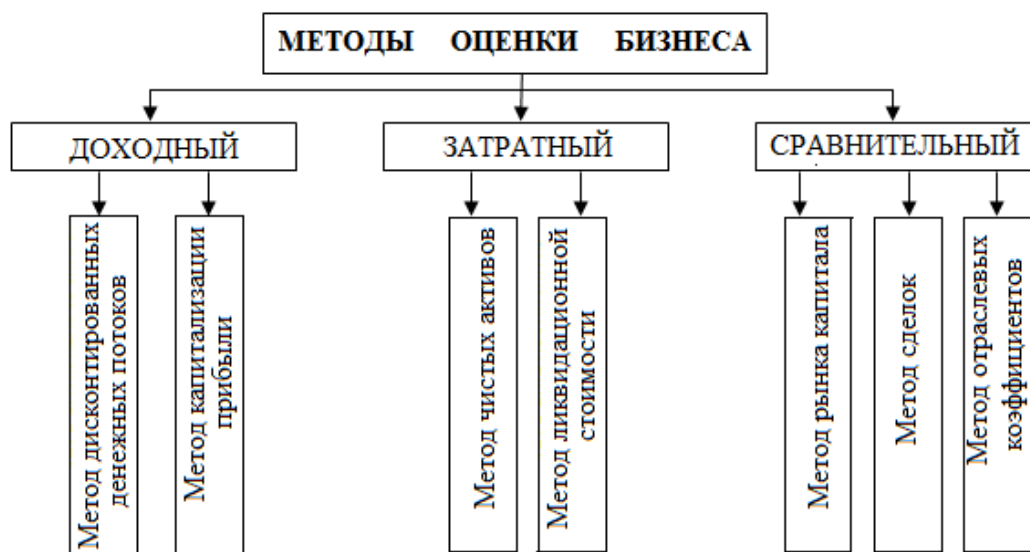 МЕТОДЫ ОЦЕНКИ БИЗНЕСА
ДОХОДНЫЙ
ЗАТРАТНЫЙ
СРАВНИТЕЛЬНЫЙ
Метод дисконтированных
денежных потоков
Метод капитализации
прибыли
Метод чистых активов
Метод ликвидационной
стоимости
Метод рынка капитала
Метод сделок
Метод отраслевых
коэффициентов